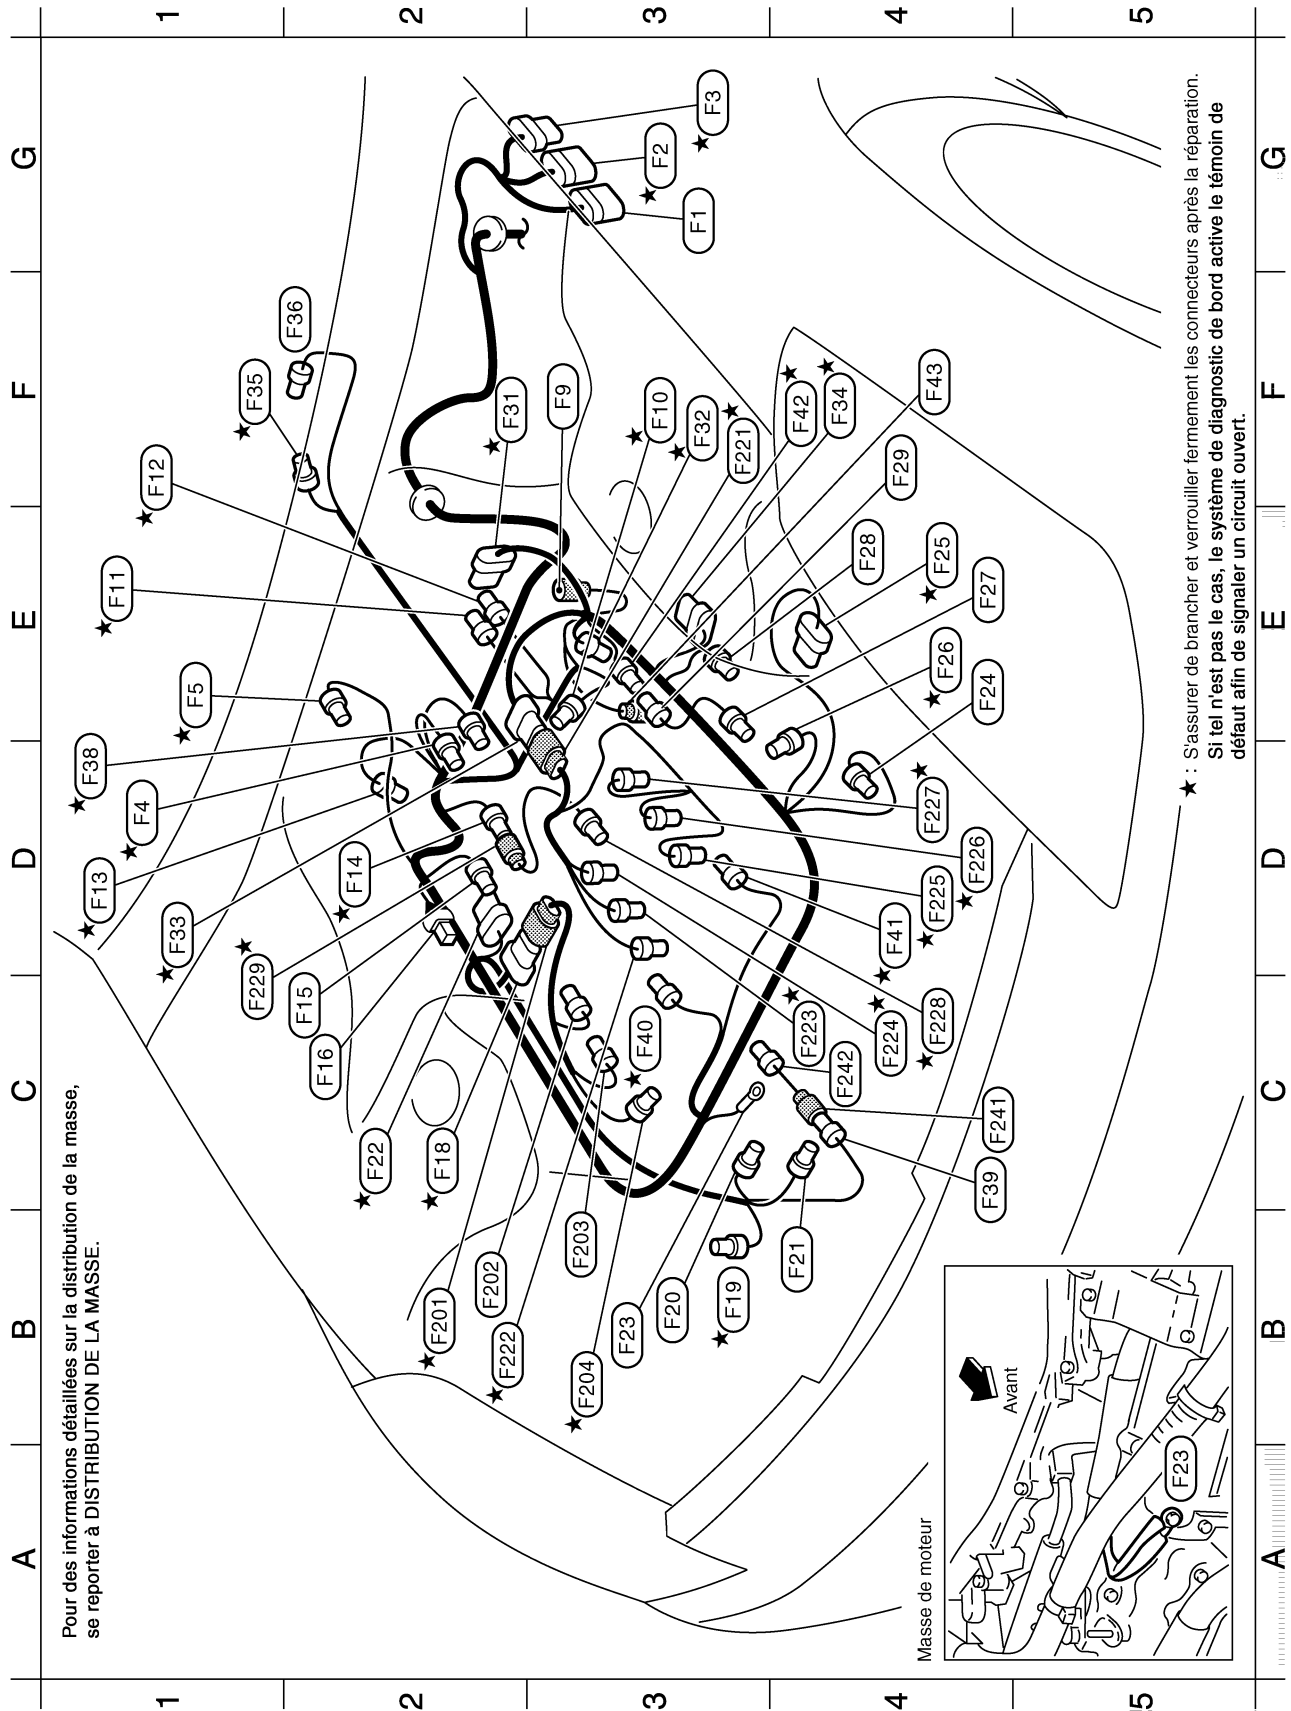 A B C D E F G
Pour des informations détaillées sur la distribution de la masse,
se reporter à DISTRIBUTION DE LA MASSE.
1
★ F13
★ F4
★ F38
★ F5
★ F11
★ F12
★ F33
★ F35
★ F229
F15
F16
★ F14
F36
2
★ F22
★ F18
★ F201
F202
★ F222
★ F31
F9
3
F203
★ F204
F23
F20
★ F19
F21
★ F40
★ F10
★ F32
★ F221
F1
★ F2
★ F3
4
★ F223
F242
★ F224
★ F228
F241
F39
★ F41
★ F225
★ F226
★ F227
F24
★ F26
F27
★ F25
F28
F29
★ F42
★ F34
F43
5
Masse de moteur
Avant
F23
★ : S'assurer de brancher et verrouiller fermement les connecteurs après la réparation.
Si tel n'est pas le cas, le système de diagnostic de bord active le témoin de
défaut afin de signaler un circuit ouvert.
A B C D E F G
1 2 3 4 5